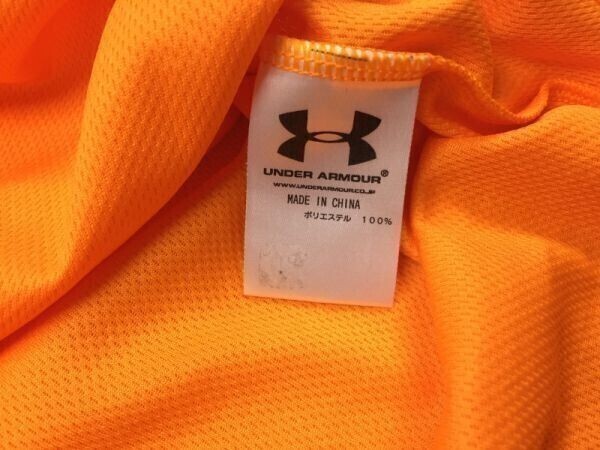 UNDER ARMOUR®
WWW.UNDERARMOUR.CO.JP
MADE IN CHINA
ポリエステル 100%